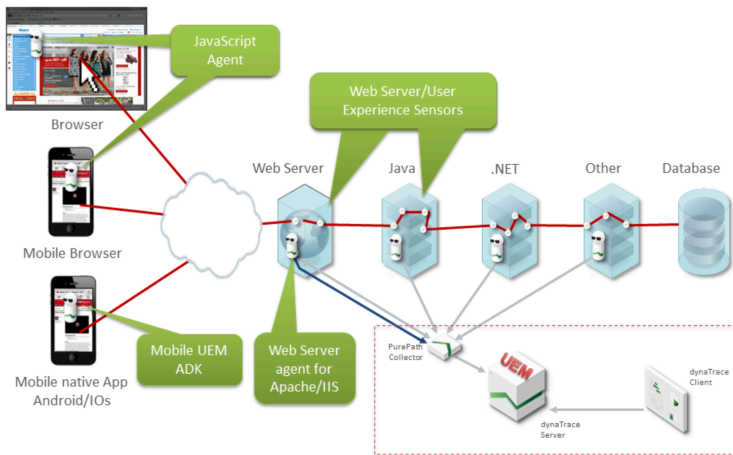 JavaScript
Agent
Browser
Web Server/User
Experience Sensors
Web Server
Java
.NET
Other
Database
Mobile Browser
Mobile UEM
ADK
Web Server
agent for
Apache/IIS
Mobile native App
Android/IOs
PurePath
Collector
UEM
dynaTrace
Client
dynaTrace
Server